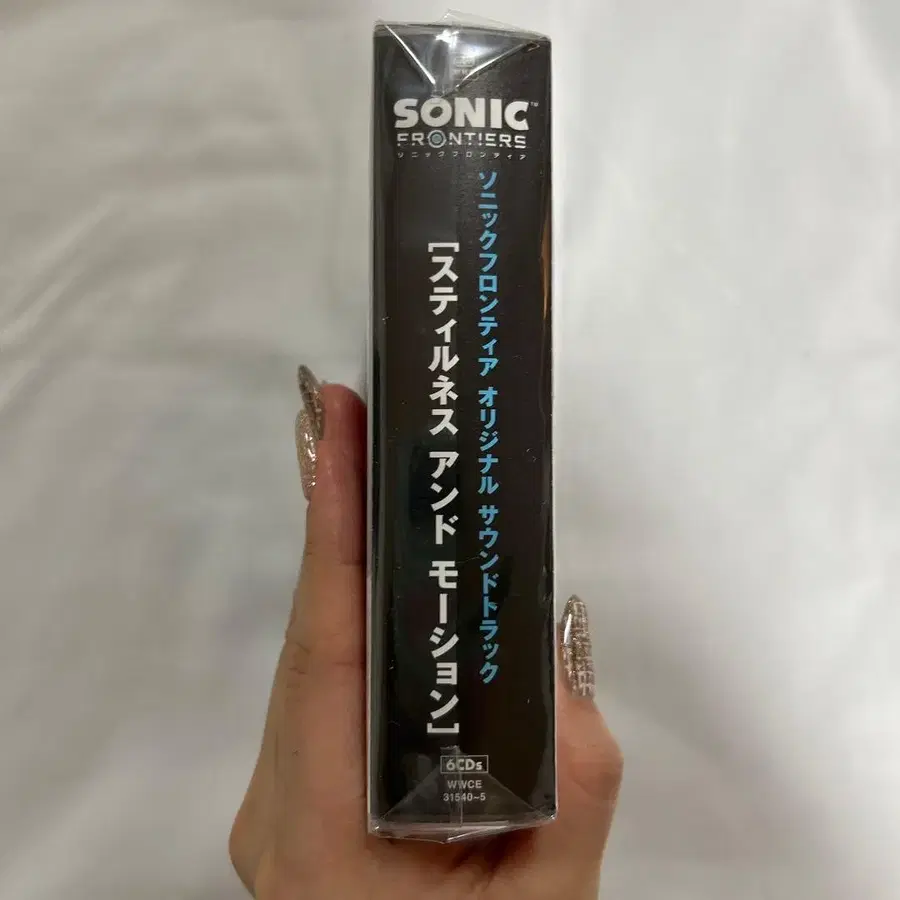 SONIC™
FRONTIERS
ソニックフロンティア
ソニックフロンティア オリジナル サウンドトラック
[スティルネス アンド モーション]
6CDs
WWCE
31540~5